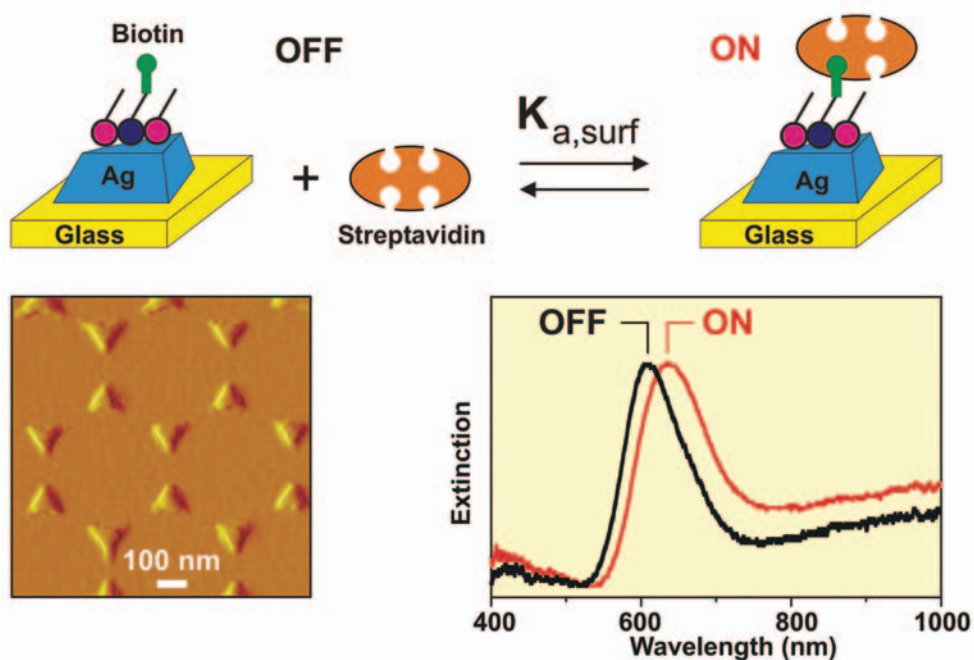 Biotin
OFF
ON
K a,surf
Ag
+
Ag
Glass
Streptavidin
Glass
OFF
ON
100 nm
Extinction
400
600
800
1000
Wavelength (nm)